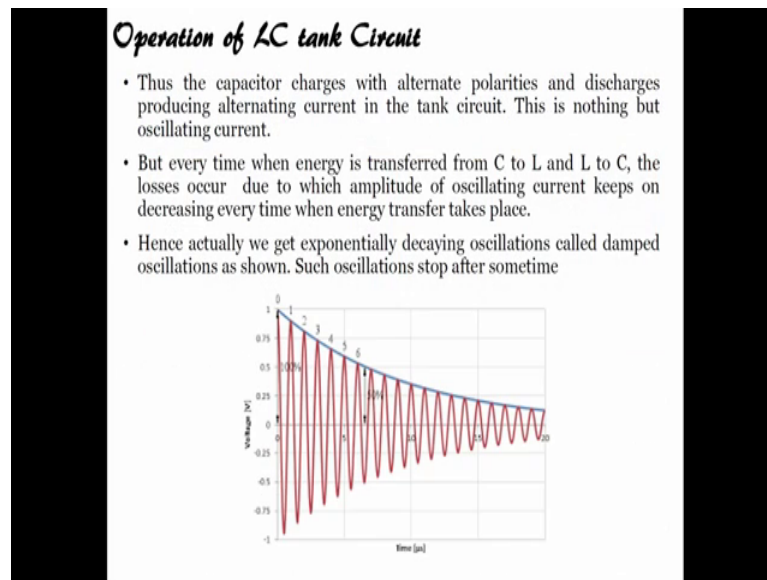 Operation of LC tank Circuit
• Thus the capacitor charges with alternate polarities and discharges
producing alternating current in the tank circuit. This is nothing but
oscillating current.
• But every time when energy is transferred from C to L and L to C, the
losses occur due to which amplitude of oscillating current keeps on
decreasing every time when energy transfer takes place.
• Hence actually we get exponentially decaying oscillations called damped
oscillations as shown. Such oscillations stop after sometime
0
1 1
2
3
0.75 4
5
6
0.5 100%
0.25 50%
Voltage [V]
0
0 5 10 15 20
-0.25
-0.5
-0.75
-1
time [µs]